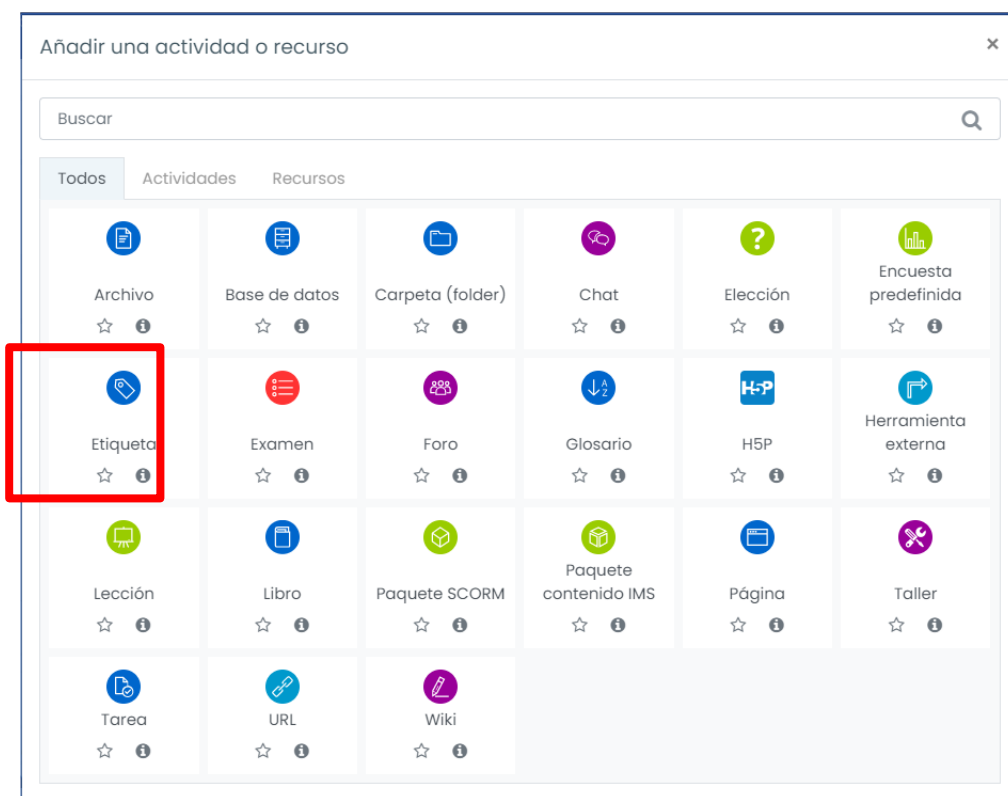 Añadir una actividad o recurso ×
Buscar
Todos Actividades Recursos
Archivo Base de datos Carpeta (folder) Chat Elección Encuesta predefinida
Etiqueta Examen Foro Glosario H5P Herramienta externa
Lección Libro Paquete SCORM Paquete contenido IMS Página Taller
Tarea URL Wiki